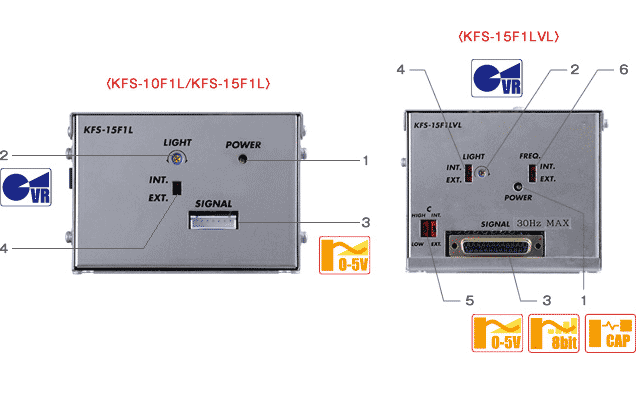 〈KFS-15F1LVL〉
〈KFS-10F1L/KFS-15F1L〉
KFS-15F1L
LIGHT
POWER
INT.
EXT.
SIGNAL
2
1
4
3
VR
0-5V
VR
4
2
6
KFS-15F1LVL
LIGHT
FREQ.
INT.
EXT.
INT.
EXT.
POWER
C
HIGH
INT.
LOW
EXT.
SIGNAL
30Hz MAX
5
3
1
0-5V
8bit
CAP